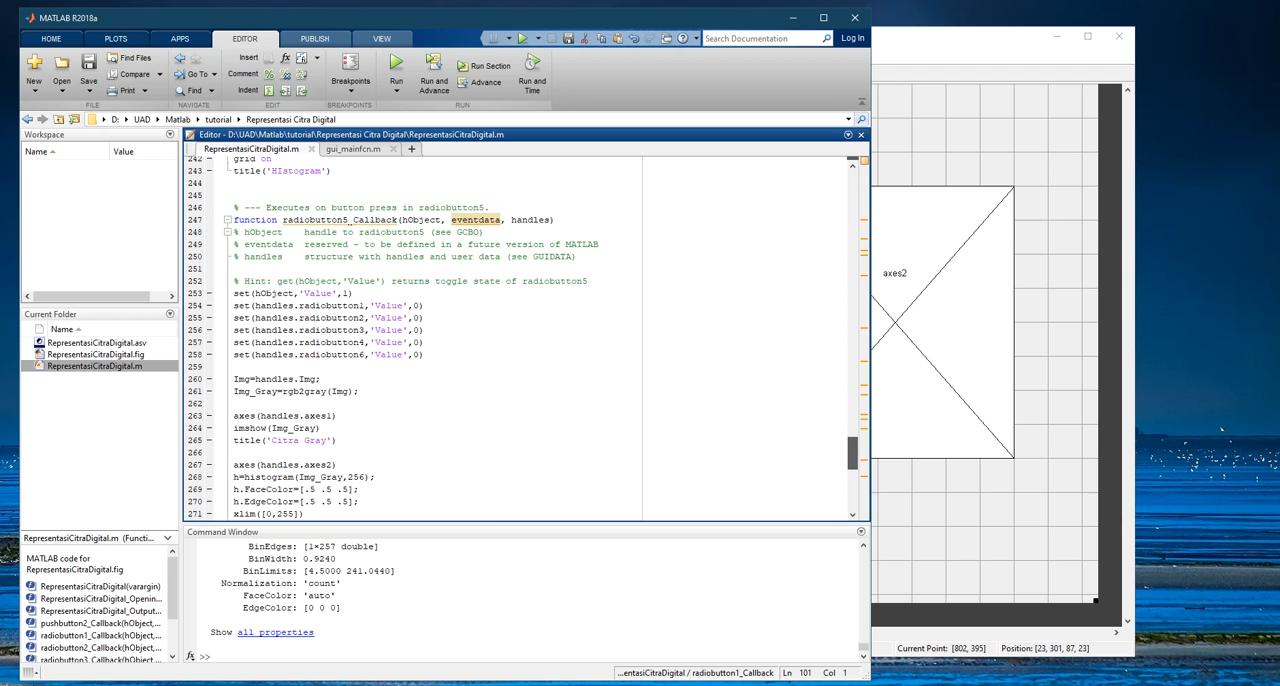 MATLAB R2018a
HOME PLOTS APPS EDITOR PUBLISH VIEW Search Documentation Log In
New Open Save Find Files Compare Print Go To Find Insert Comment Indent fx Breakpoints Run Run and Advance Run Section Advance Run and Time
FILE NAVIGATE EDIT BREAKPOINTS RUN
D: UAD Matlab tutorial Representasi Citra Digital
Workspace
Name Value
Current Folder
Name
RepresentasiCitraDigital.asv
RepresentasiCitraDigital.fig
RepresentasiCitraDigital.m
RepresentasiCitraDigital.m (Functi...
MATLAB code for
RepresentasiCitraDigital.fig
RepresentasiCitraDigital(varargin)
RepresentasiCitraDigital_Openin...
RepresentasiCitraDigital_Output...
pushbutton2_Callback(hObject,...
radiobutton1_Callback(hObject,...
radiobutton2_Callback(hObject,...
radiobutton3_Callback(hObject,...
Editor - D:\UAD\Matlab\tutorial\Representasi Citra Digital\RepresentasiCitraDigital.m
RepresentasiCitraDigital.m gui_mainfcn.m +
242 – grid on
243 – title('HIstogram')
244
245
246 % --- Executes on button press in radiobutton5.
247 function radiobutton5_Callback(hObject, eventdata, handles)
248 % hObject    handle to radiobutton5 (see GCBO)
249 % eventdata  reserved - to be defined in a future version of MATLAB
250 % handles    structure with handles and user data (see GUIDATA)
251
252 % Hint: get(hObject,'Value') returns toggle state of radiobutton5
253 – set(hObject,'Value',1)
254 – set(handles.radiobutton1,'Value',0)
255 – set(handles.radiobutton2,'Value',0)
256 – set(handles.radiobutton3,'Value',0)
257 – set(handles.radiobutton4,'Value',0)
258 – set(handles.radiobutton6,'Value',0)
259
260 – Img=handles.Img;
261 – Img_Gray=rgb2gray(Img);
262
263 – axes(handles.axes1)
264 – imshow(Img_Gray)
265 – title('Citra Gray')
266
267 – axes(handles.axes2)
268 – h=histogram(Img_Gray,256);
269 – h.FaceColor=[.5 .5 .5];
270 – h.EdgeColor=[.5 .5 .5];
271 – xlim([0,255])
Command Window
BinEdges: [1×257 double]
BinWidth: 0.9240
BinLimits: [4.5000 241.0440]
Normalization: 'count'
FaceColor: 'auto'
EdgeColor: [0 0 0]
Show all properties
fx >>
...entasiCitraDigital / radiobutton1_Callback Ln 101 Col 1
axes2
Current Point: [802, 395] Position: [23, 301, 87, 23]